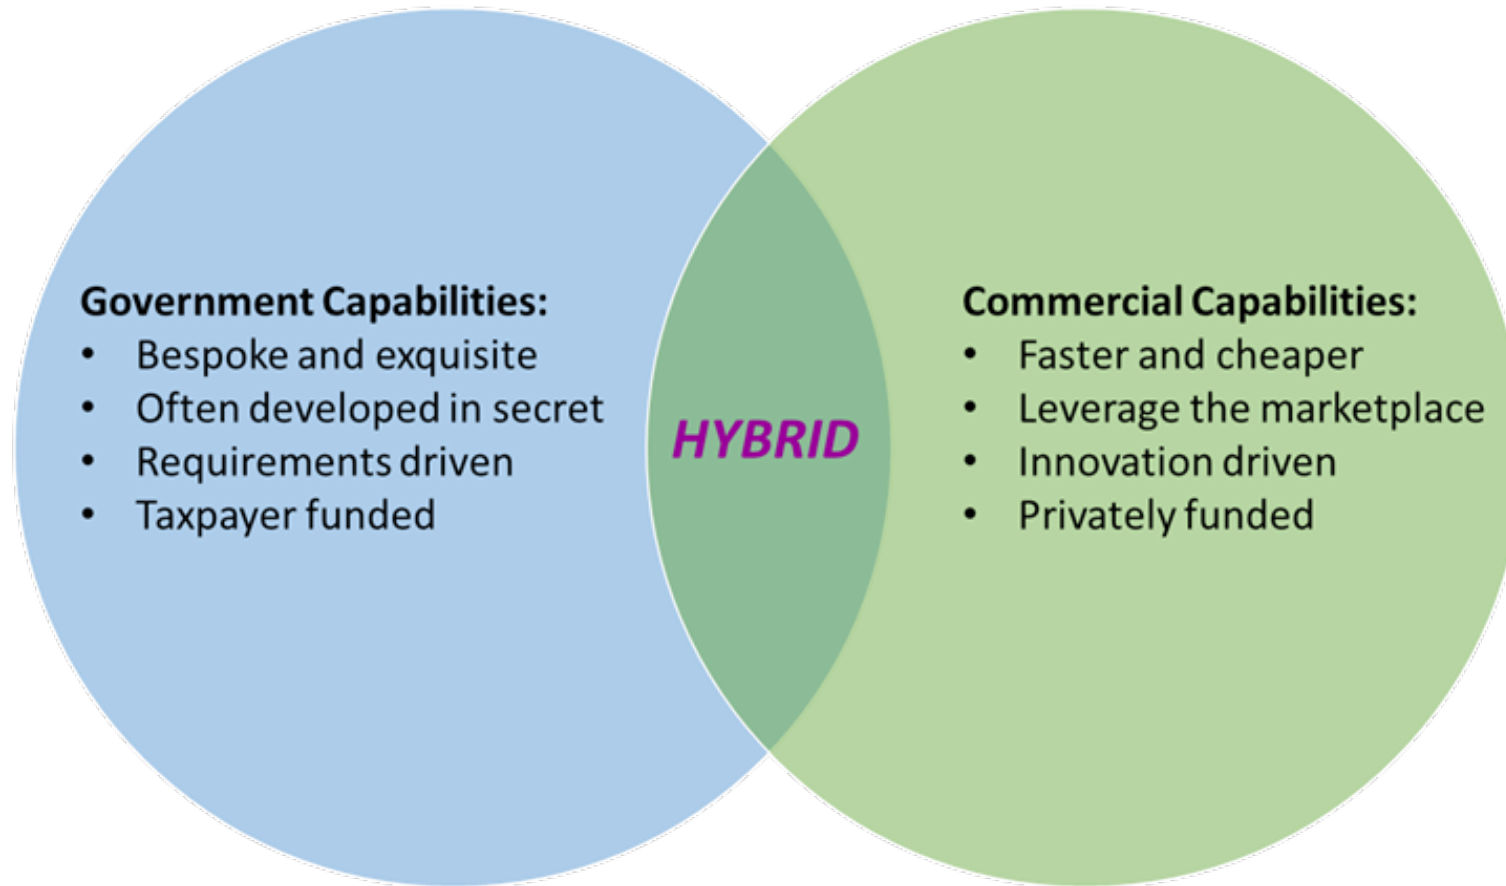 Government Capabilities:
• Bespoke and exquisite
• Often developed in secret
• Requirements driven
• Taxpayer funded
HYBRID
Commercial Capabilities:
• Faster and cheaper
• Leverage the marketplace
• Innovation driven
• Privately funded